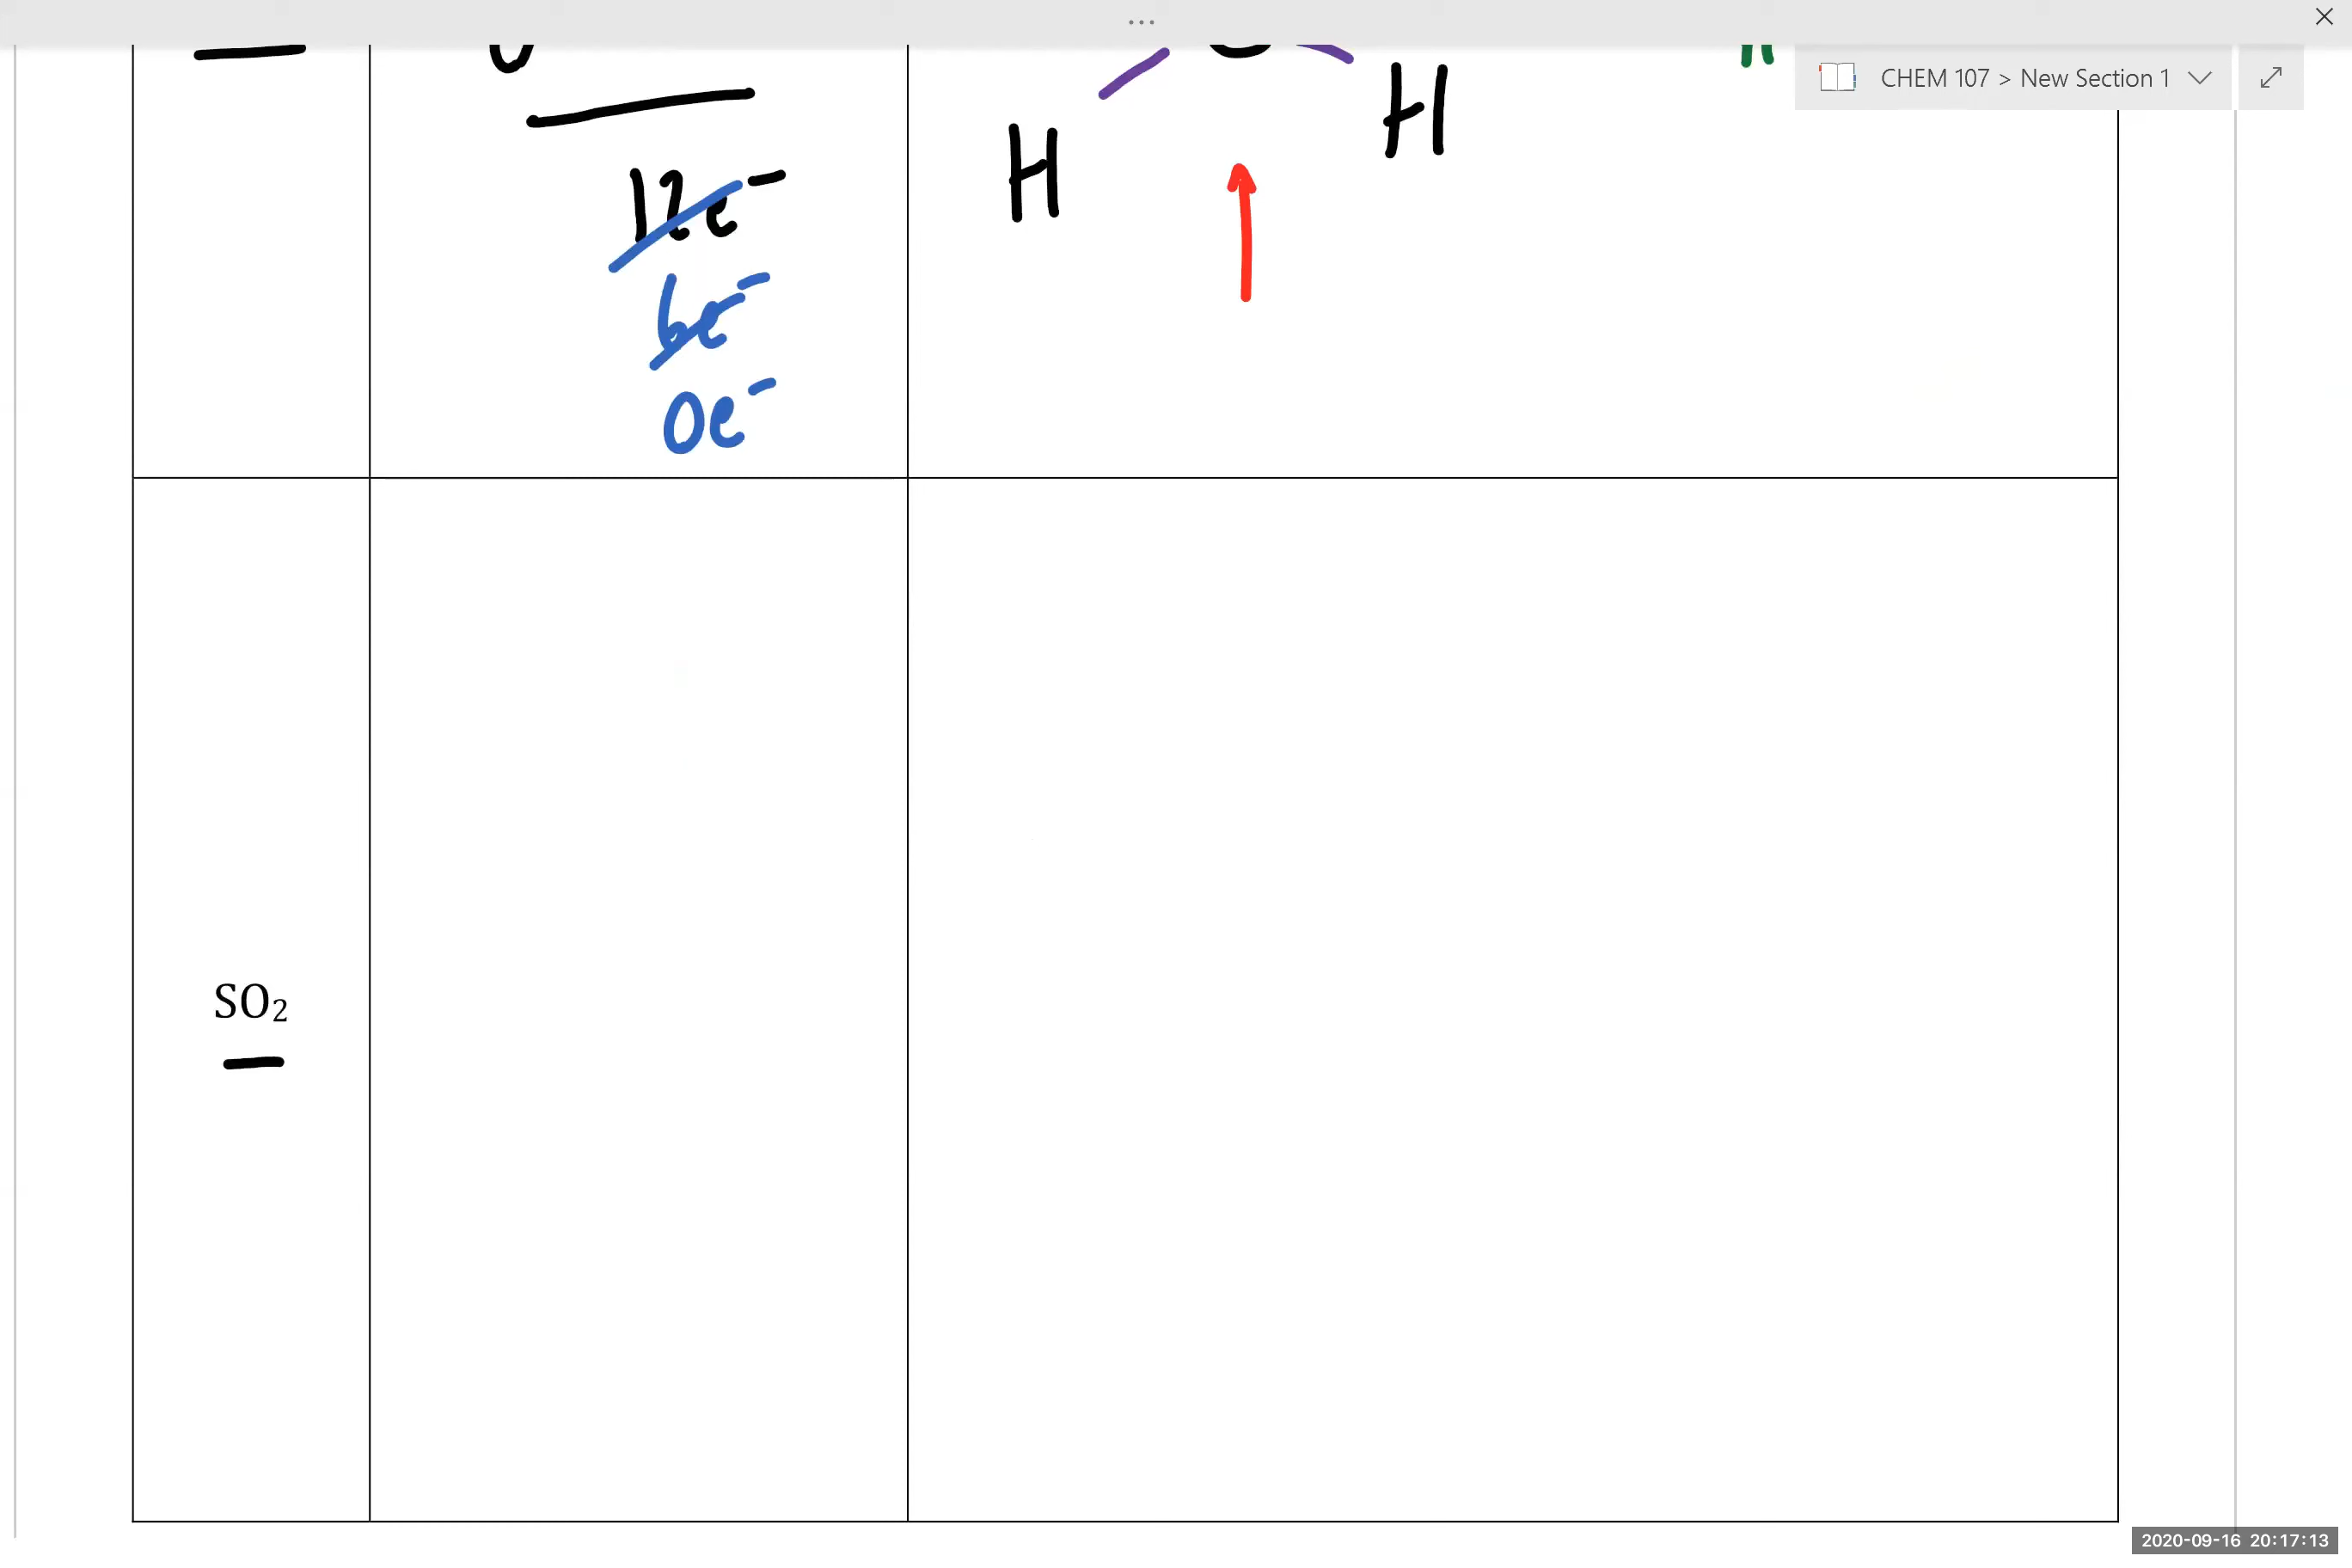 CHEM 107 > New Section 1
H
H
12e⁻
6e⁻
0e⁻
SO₂
2020-09-16 20:17:13